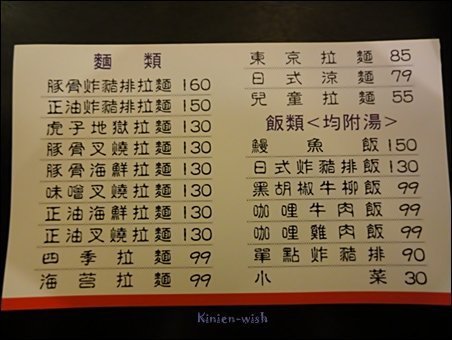 麵類
豚骨炸豬排拉麵 160
正油炸豬排拉麵 150
虎子地獄拉麵 130
豚骨叉燒拉麵 130
豚骨海鮮拉麵 130
味噌叉燒拉麵 130
正油海鮮拉麵 130
正油叉燒拉麵 130
四季拉麵 99
海苔拉麵 99
東京拉麵 85
日式涼麵 79
兒童拉麵 55
飯類<均附湯>
鰻魚飯 150
日式炸豬排飯 130
黑胡椒牛柳飯 99
咖哩牛肉飯 99
咖哩雞肉飯 99
單點炸豬排 90
小菜 30
Kinien-wish